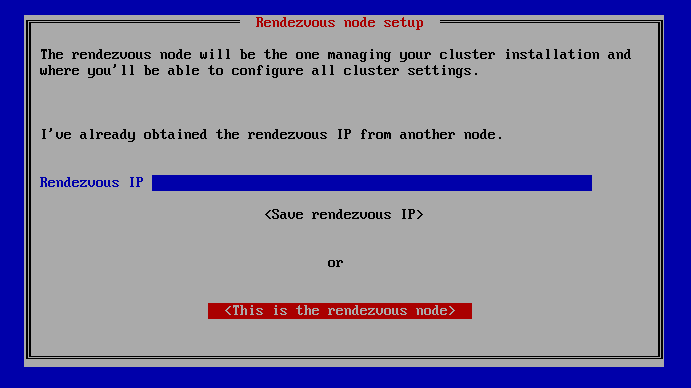 Rendezvous node setup
The rendezvous node will be the one managing your cluster installation and
where you'll be able to configure all cluster settings.
I've already obtained the rendezvous IP from another node.
Rendezvous IP
<Save rendezvous IP>
or
<This is the rendezvous node>